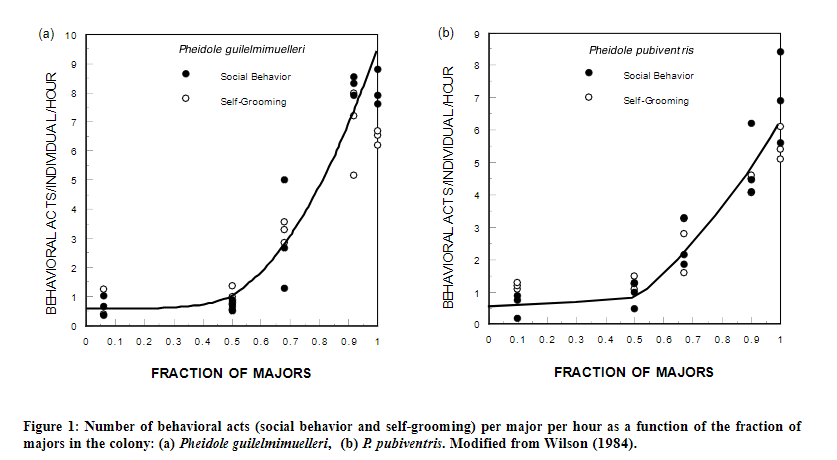 (a)
Pheidole guilelmimuelleri
Social Behavior
Self-Grooming
BEHAVIORAL ACTS/INDIVIDUAL/HOUR
10
9
8
7
6
5
4
3
2
1
0
0 0.1 0.2 0.3 0.4 0.5 0.6 0.7 0.8 0.9 1
FRACTION OF MAJORS
(b)
Pheidole pubiventris
Social Behavior
Self-Grooming
BEHAVIORAL ACTS/INDIVIDUAL/HOUR
9
8
7
6
5
4
3
2
1
0
0 0.1 0.2 0.3 0.4 0.5 0.6 0.7 0.8 0.9 1
FRACTION OF MAJORS
Figure 1: Number of behavioral acts (social behavior and self-grooming) per major per hour as a function of the fraction of
majors in the colony: (a) Pheidole guilelmimuelleri, (b) P. pubiventris. Modified from Wilson (1984).